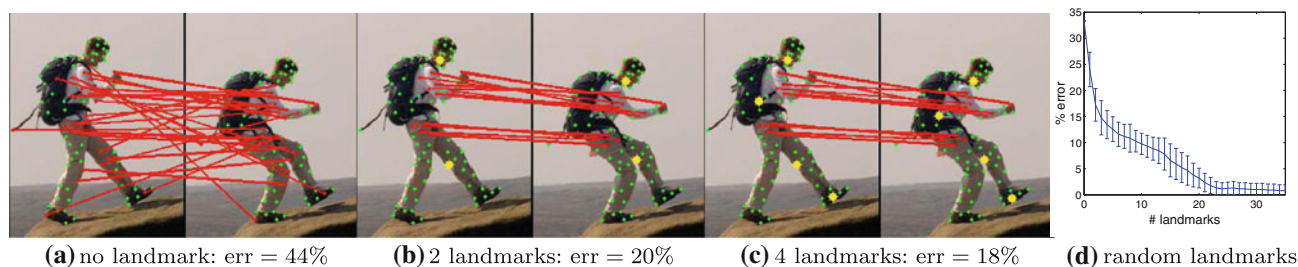 (a) no landmark: err = 44%
(b) 2 landmarks: err = 20%
(c) 4 landmarks: err = 18%
35
30
25
20
15
10
5
0
% error
0 10 20 30
# landmarks
(d) random landmarks